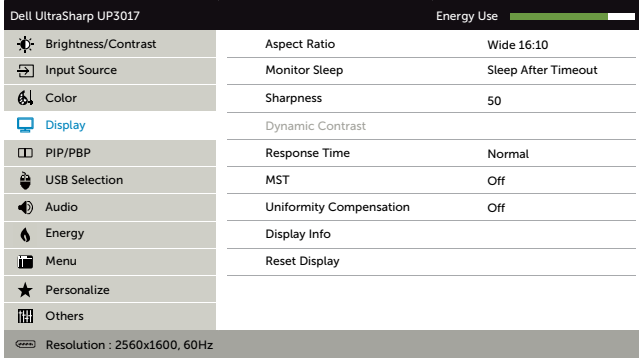 Dell UltraSharp UP3017 Energy Use
Brightness/Contrast Aspect Ratio Wide 16:10
Input Source Monitor Sleep Sleep After Timeout
Color Sharpness 50
Display Dynamic Contrast
PIP/PBP Response Time Normal
USB Selection MST Off
Audio Uniformity Compensation Off
Energy Display Info
Menu Reset Display
Personalize
Others
Resolution : 2560x1600, 60Hz